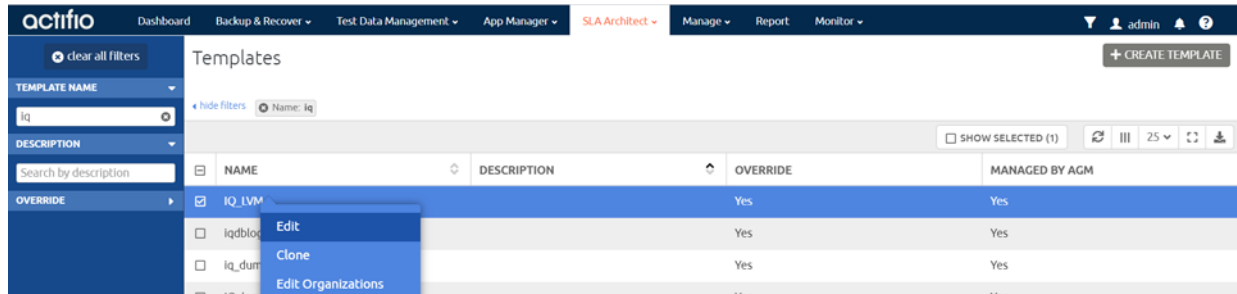 actifio Dashboard Backup & Recover Test Data Management App Manager SLA Architect Manage Report Monitor admin
clear all filters
Templates
+ CREATE TEMPLATE
TEMPLATE NAME
iq
hide filters Name: iq
DESCRIPTION
SHOW SELECTED (1) 25
Search by description
NAME DESCRIPTION OVERRIDE MANAGED BY AGM
OVERRIDE
IQ_LVM Yes Yes
Edit
iqdblog Yes Yes
Clone
iq_dum Yes Yes
Edit Organizations